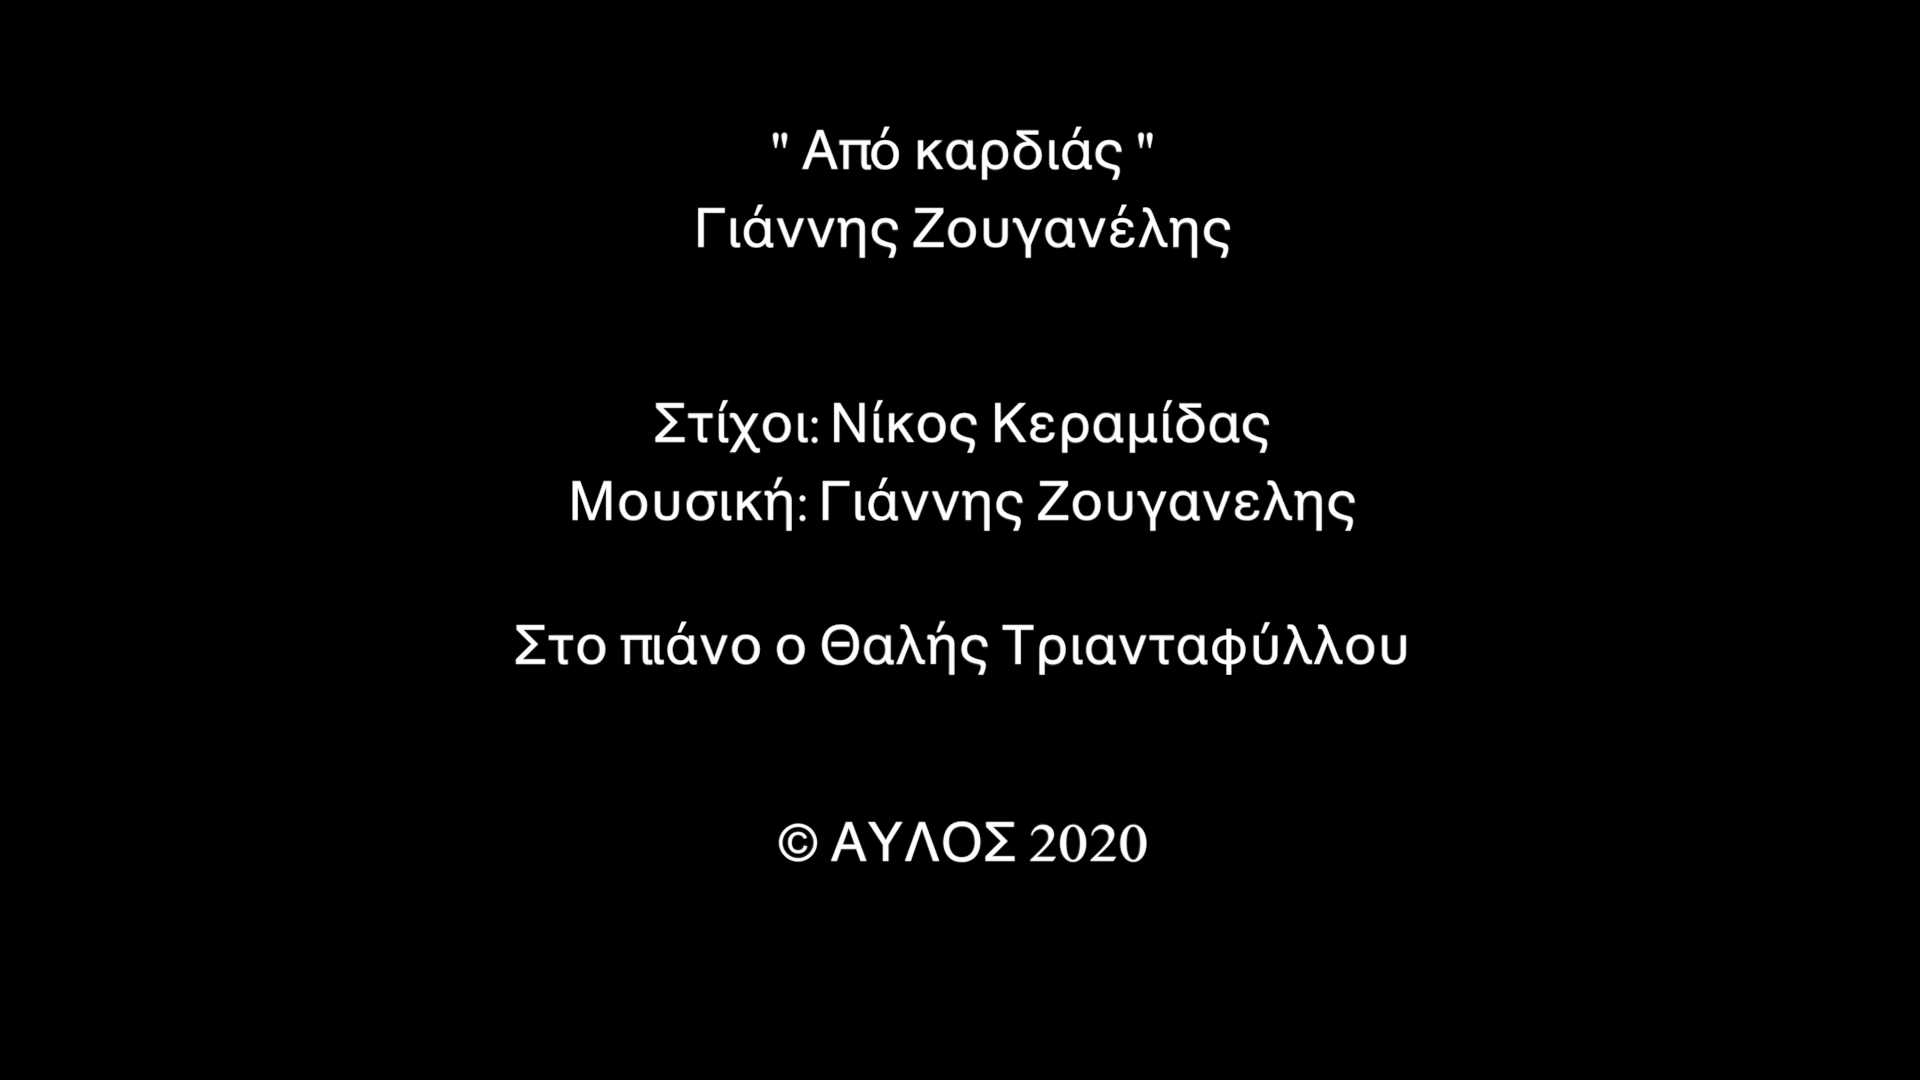 " Από καρδιάς "
Γιάννης Ζουγανέλης
Στίχοι: Νίκος Κεραμίδας
Μουσική: Γιάννης Ζουγανελης
Στο πιάνο ο Θαλής Τριανταφύλλου
© ΑΥΛΟΣ 2020